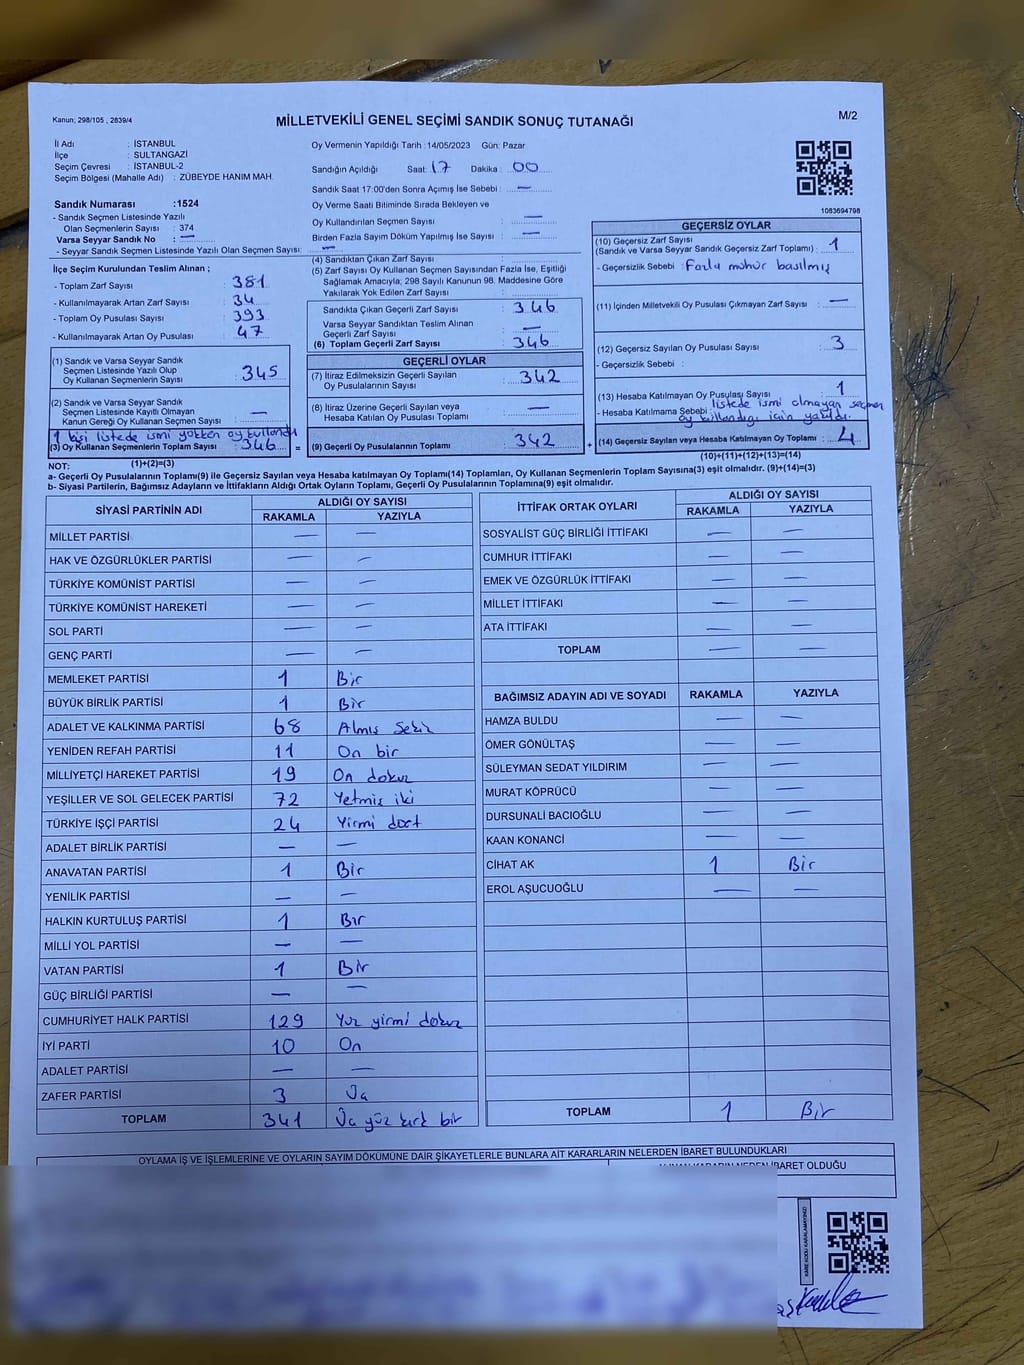 Kanun; 298/105 , 2839/4
MİLLETVEKİLİ GENEL SEÇİMİ SANDIK SONUÇ TUTANAĞI
M/2
İl Adı : İSTANBUL
İlçe : SULTANGAZİ
Seçim Çevresi : İSTANBUL-2
Seçim Bölgesi (Mahalle Adı) : ZÜBEYDE HANIM MAH.
Oy Vermenin Yapıldığı Tarih : 14/05/2023 Gün: Pazar
Sandığın Açıldığı Saat: 17 Dakika : 00
Sandık Saat 17:00'den Sonra Açımış İse Sebebi : —
Oy Verme Saati Bitiminde Sırada Bekleyen ve
Oy Kullandırılan Seçmen Sayısı : —
Birden Fazla Sayım Döküm Yapılmış İse Sayısı : —
1083694798
Sandık Numarası :1524
- Sandık Seçmen Listesinde Yazılı
Olan Seçmenlerin Sayısı : 374
Varsa Seyyar Sandık No : —
- Seyyar Sandık Seçmen Listesinde Yazılı Olan Seçmen Sayısı: —
İlçe Seçim Kurulundan Teslim Alınan ;
- Toplam Zarf Sayısı : 381
- Kullanılmayarak Artan Zarf Sayısı : 34
- Toplam Oy Pusulası Sayısı : 393
- Kullanılmayarak Artan Oy Pusulası : 47
(1) Sandık ve Varsa Seyyar Sandık
Seçmen Listesinde Yazılı Olup
Oy Kullanan Seçmenlerin Sayısı : 345
(2) Sandık ve Varsa Seyyar Sandık
Seçmen Listesinde Kayıtlı Olmayan
Kanun Gereği Oy Kullanan Seçmen Sayısı : —
1 kişi listede ismi yokken oy kullandı
(3) Oy Kullanan Seçmenlerin Toplam Sayısı : 346
(1)+(2)=(3)
(4) Sandıktan Çıkan Zarf Sayısı :
(5) Zarf Sayısı Oy Kullanan Seçmen Sayısından Fazla İse, Eşitliği
Sağlamak Amacıyla; 298 Sayılı Kanunun 98. Maddesine Göre
Yakılarak Yok Edilen Zarf Sayısı :
Sandıkta Çıkan Geçerli Zarf Sayısı : 346
Varsa Seyyar Sandıktan Teslim Alınan
Geçerli Zarf Sayısı : —
(6) Toplam Geçerli Zarf Sayısı : 346
GEÇERLİ OYLAR
(7) İtiraz Edilmeksizin Geçerli Sayılan
Oy Pusulalarının Sayısı : 342
(8) İtiraz Üzerine Geçerli Sayılan veya
Hesaba Katılan Oy Pusulası Toplamı : —
= (9) Geçerli Oy Pusulalarının Toplamı : 342 +
GEÇERSİZ OYLAR
(10) Geçersiz Zarf Sayısı
(Sandık ve Varsa Seyyar Sandık Geçersiz Zarf Toplamı) : 1
- Geçersizlik Sebebi : Fazla mühür basılmış
(11) İçinden Milletvekili Oy Pusulası Çıkmayan Zarf Sayısı : —
(12) Geçersiz Sayılan Oy Pusulası Sayısı : 3
- Geçersizlik Sebebi :
(13) Hesaba Katılmayan Oy Pusulası Sayısı : 1
- Hesaba Katılmama Sebebi : listede ismi olmayan seçmen
oy kullandığı için yazıldı.
(14) Geçersiz Sayılan veya Hesaba Katılmayan Oy Toplamı : 4
(10)+(11)+(12)+(13)=(14)
NOT:
a- Geçerli Oy Pusulalarının Toplamı(9) ile Geçersiz Sayılan veya Hesaba katılmayan Oy Toplamı(14) Toplamları, Oy Kullanan Seçmenlerin Toplam Sayısına(3) eşit olmalıdır. (9)+(14)=(3)
b- Siyasi Partilerin, Bağımsız Adayların ve İttifakların Aldığı Ortak Oyların Toplamı, Geçerli Oy Pusulalarının Toplamına(9) eşit olmalıdır.
SİYASİ PARTİNİN ADI ALDIĞI OY SAYISI
RAKAMLA YAZIYLA
MİLLET PARTİSİ — —
HAK VE ÖZGÜRLÜKLER PARTİSİ — —
TÜRKİYE KOMÜNİST PARTİSİ — —
TÜRKİYE KOMÜNİST HAREKETİ — —
SOL PARTİ — —
GENÇ PARTİ — —
MEMLEKET PARTİSİ 1 Bir
BÜYÜK BİRLİK PARTİSİ 1 Bir
ADALET VE KALKINMA PARTİSİ 68 Almış Sekiz
YENİDEN REFAH PARTİSİ 11 On bir
MİLLİYETÇİ HAREKET PARTİSİ 19 On dokuz
YEŞİLLER VE SOL GELECEK PARTİSİ 72 Yetmiş iki
TÜRKİYE İŞÇİ PARTİSİ 24 Yirmi dört
ADALET BİRLİK PARTİSİ — —
ANAVATAN PARTİSİ 1 Bir
YENİLİK PARTİSİ — —
HALKIN KURTULUŞ PARTİSİ 1 Bir
MİLLİ YOL PARTİSİ — —
VATAN PARTİSİ 1 Bir
GÜÇ BİRLİĞİ PARTİSİ — —
CUMHURİYET HALK PARTİSİ 129 Yüz yirmi dokuz
İYİ PARTİ 10 On
ADALET PARTİSİ — —
ZAFER PARTİSİ 3 Üç
TOPLAM 341 Üç yüz kırk bir
İTTİFAK ORTAK OYLARI ALDIĞI OY SAYISI
RAKAMLA YAZIYLA
SOSYALİST GÜÇ BİRLİĞİ İTTİFAKI — —
CUMHUR İTTİFAKI — —
EMEK VE ÖZGÜRLÜK İTTİFAKI — —
MİLLET İTTİFAKI — —
ATA İTTİFAKI — —
TOPLAM — —
BAĞIMSIZ ADAYIN ADI VE SOYADI RAKAMLA YAZIYLA
HAMZA BULDU — —
ÖMER GÖNÜLTAŞ — —
SÜLEYMAN SEDAT YILDIRIM — —
MURAT KÖPRÜCÜ — —
DURSUNALİ BACIOĞLU — —
KAAN KONANCİ — —
CİHAT AK 1 Bir
EROL AŞUCUOĞLU — —
TOPLAM 1 Bir
OYLAMA İŞ VE İŞLEMLERİNE VE OYLARIN SAYIM DÖKÜMÜNE DAİR ŞİKAYETLERLE BUNLARA AİT KARARLARIN NELERDEN İBARET BULUNDUKLARI
ALINAN KARARIN NEDEN İBARET OLDUĞU
KARE KODU KARALAMAYINIZ!